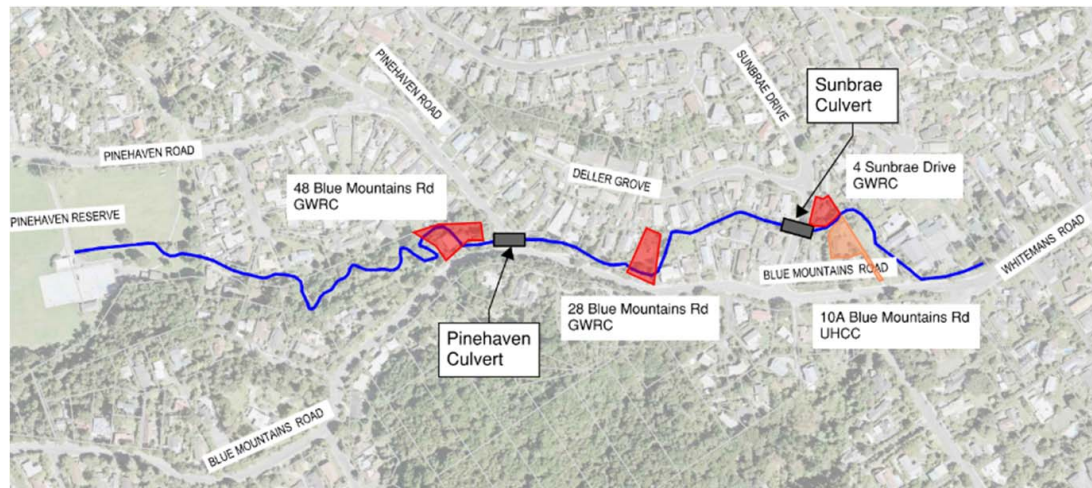 PINEHAVEN ROAD
SUNBRAE DRIVE
Sunbrae
Culvert
PINEHAVEN ROAD
4 Sunbrae Drive
GWRC
48 Blue Mountains Rd
GWRC
DELLER GROVE
PINEHAVEN RESERVE
WHITEMANS ROAD
BLUE MOUNTAINS ROAD
28 Blue Mountains Rd
GWRC
10A Blue Mountains Rd
UHCC
Pinehaven
Culvert
BLUE MOUNTAINS ROAD